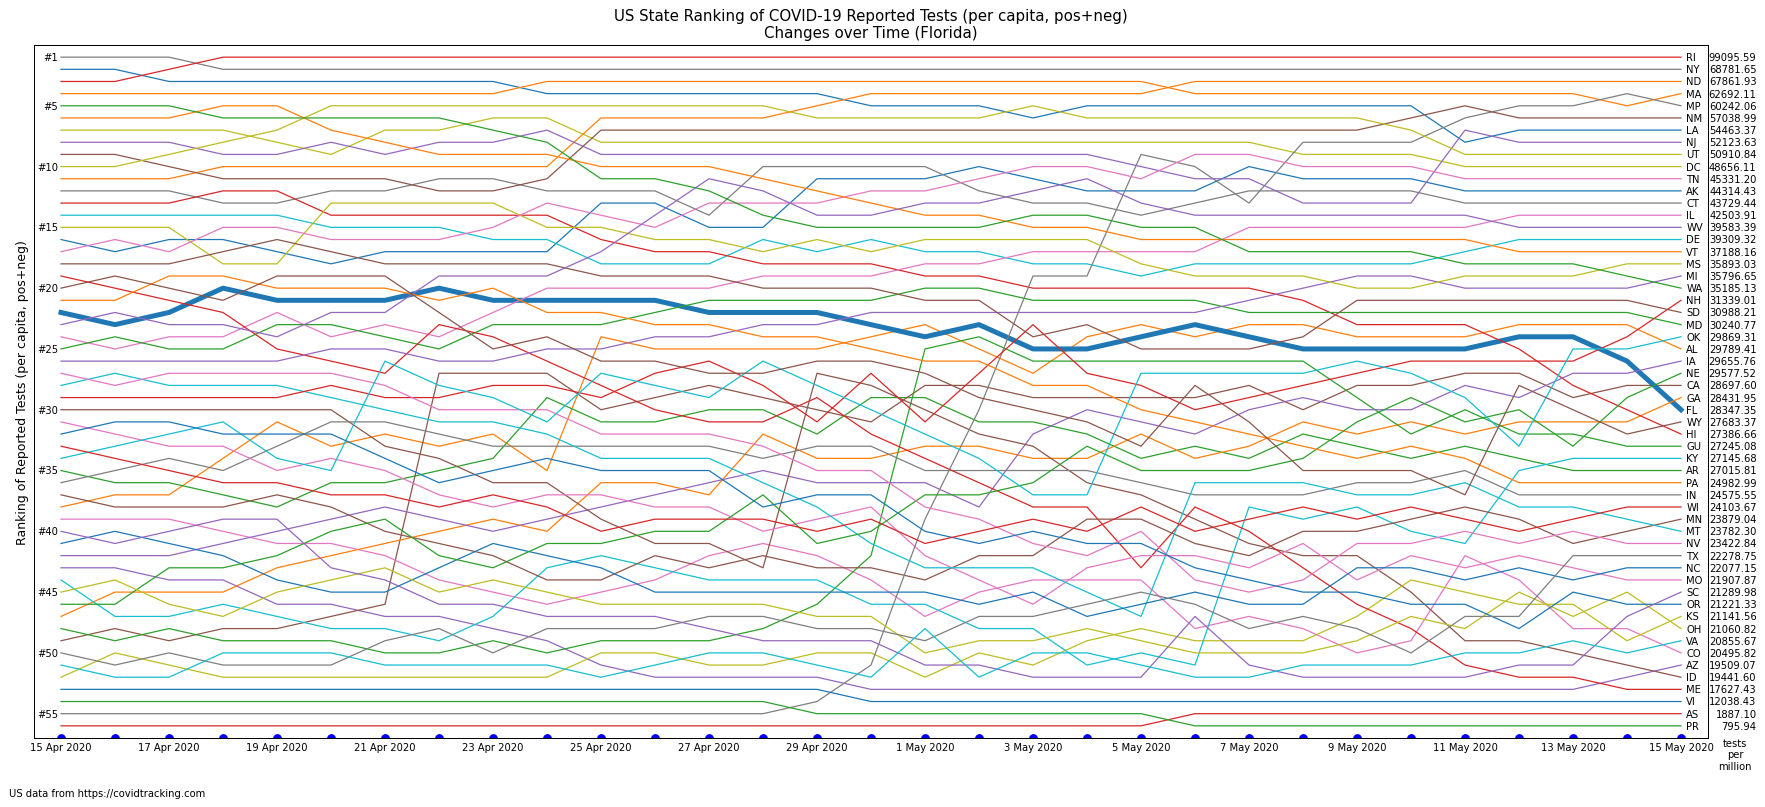 US State Ranking of COVID-19 Reported Tests (per capita, pos+neg)
Changes over Time (Florida)
Ranking of Reported Tests (per capita, pos+neg)
#1
#5
#10
#15
#20
#25
#30
#35
#40
#45
#50
#55
RI 99095.59
NY 68781.65
ND 67861.93
MA 62692.11
MP 60242.06
NM 57038.99
LA 54463.37
NJ 52123.63
UT 50910.84
DC 48656.11
TN 45331.20
AK 44314.43
CT 43729.44
IL 42503.91
WV 39583.39
DE 39309.32
VT 37188.16
MS 35893.03
MI 35796.65
WA 35185.13
NH 31339.01
SD 30988.21
MD 30240.77
OK 29869.31
AL 29789.41
IA 29655.76
NE 29577.52
CA 28697.60
GA 28431.95
FL 28347.35
WY 27683.37
HI 27386.66
GU 27245.08
KY 27145.68
AR 27015.81
PA 24982.99
IN 24575.55
WI 24103.67
MN 23879.04
MT 23782.30
NV 23422.84
TX 22278.75
NC 22077.15
MO 21907.87
SC 21289.98
OR 21221.33
KS 21141.56
OH 21060.82
VA 20855.67
CO 20495.82
AZ 19509.07
ID 19441.60
ME 17627.43
VI 12038.43
AS 1887.10
PR 795.94
15 Apr 2020 17 Apr 2020 19 Apr 2020 21 Apr 2020 23 Apr 2020 25 Apr 2020 27 Apr 2020 29 Apr 2020 1 May 2020 3 May 2020 5 May 2020 7 May 2020 9 May 2020 11 May 2020 13 May 2020 15 May 2020
tests
per
million
US data from https://covidtracking.com